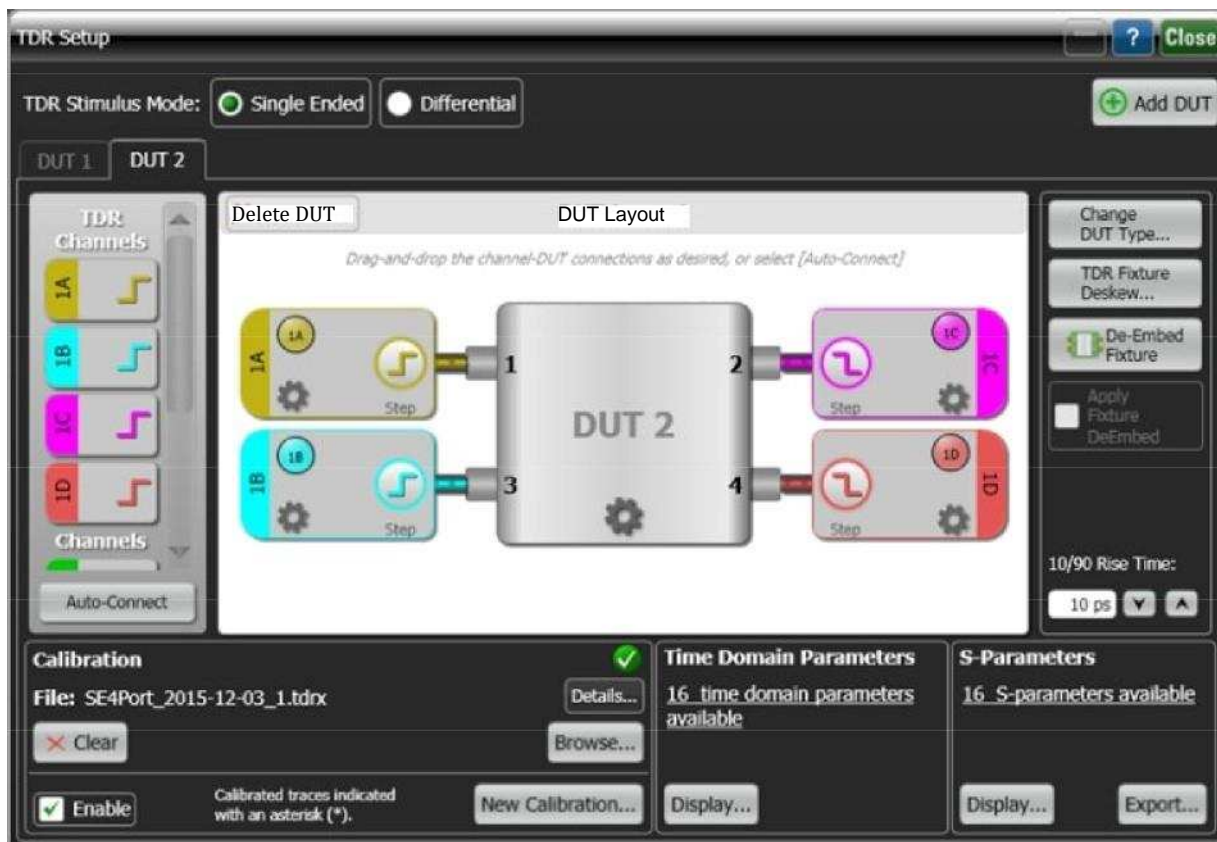 TDR Setup
?
Close
TDR Stimulus Mode:
Single Ended
Differential
Add DUT
DUT 1
DUT 2
TDR
Channels
1A
1B
1C
1D
Channels
Auto-Connect
Delete DUT
DUT Layout
Drag-and-drop the channel-DUT connections as desired, or select [Auto-Connect]
1A
1A
Step
1
1B
1B
Step
3
DUT 2
2
1C
1C
Step
4
1D
1D
Step
Change
DUT Type...
TDR Fixture
Deskew...
De-Embed
Fixture
Apply
Fixture
DeEmbed
10/90 Rise Time:
10 ps
Calibration
File: SE4Port_2015-12-03_1.tdrx
Details...
Clear
Browse...
Enable
Calibrated traces indicated
with an asterisk (*).
New Calibration...
Time Domain Parameters
16 time domain parameters
available
Display...
S-Parameters
16 S-parameters available
Display...
Export...